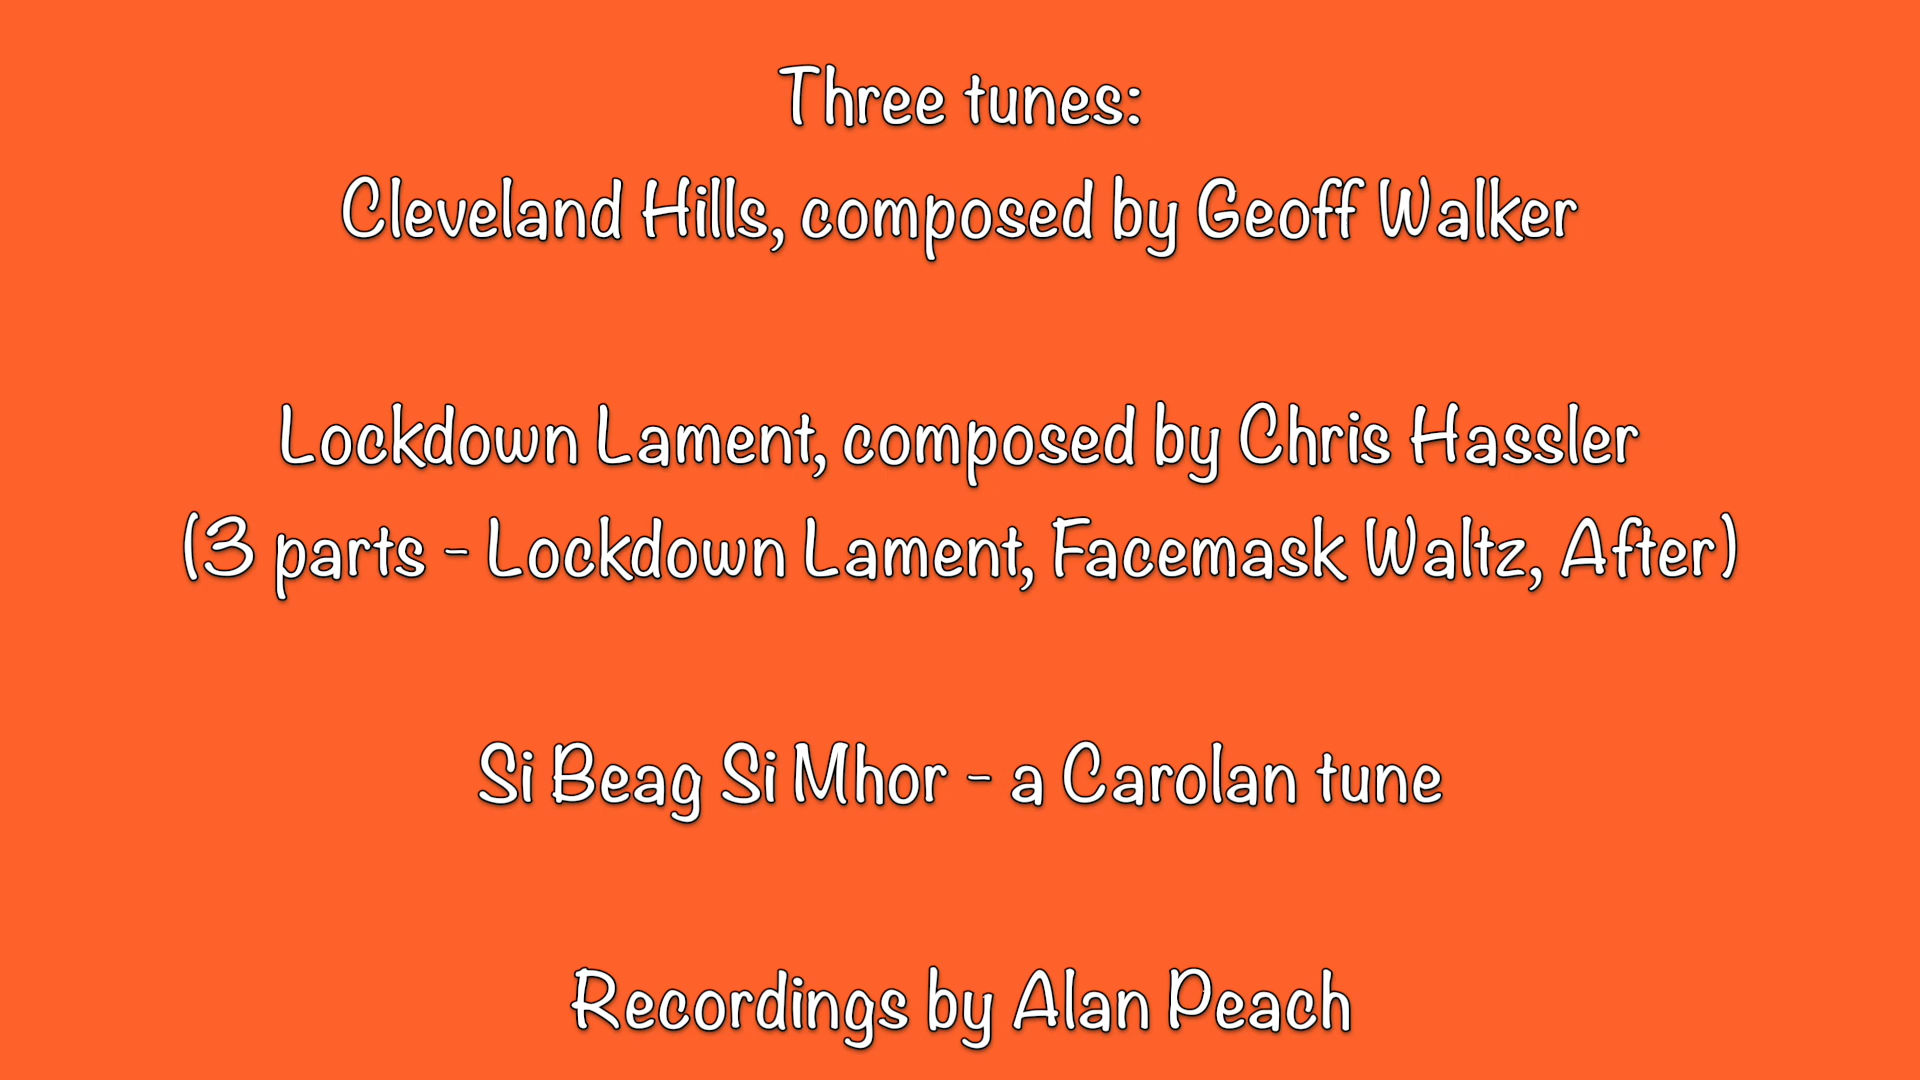 Three tunes:
Cleveland Hills, composed by Geoff Walker
Lockdown Lament, composed by Chris Hassler
(3 parts - Lockdown Lament, Facemask Waltz, After)
Si Beag Si Mhor - a Carolan tune
Recordings by Alan Peach